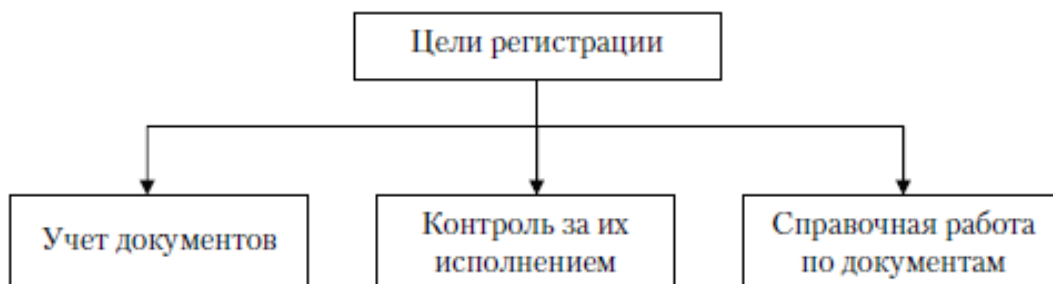 Цели регистрации
Учет документов
Контроль за их
исполнением
Справочная работа
по документам